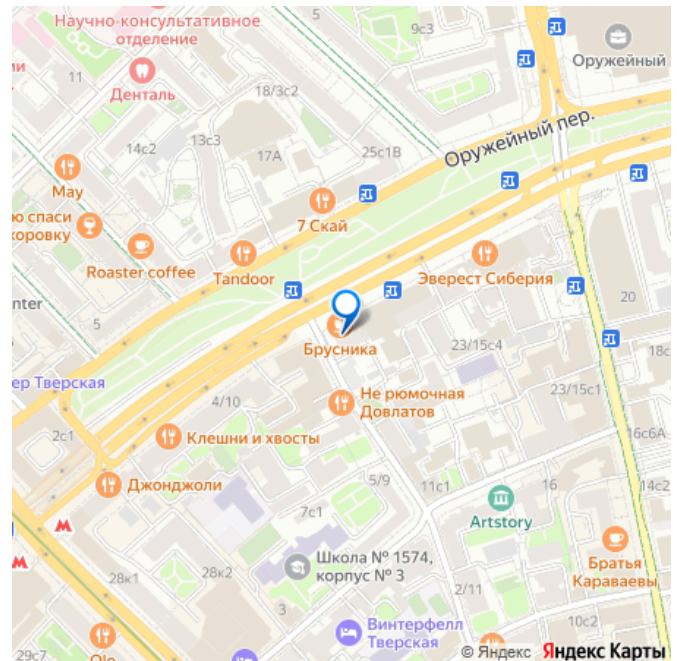 5
9с3
Научно-консультативное
отделение
Оружейный
11
Денталь
18/3с2
Оружейный пер.
14с2
13с3
17А
25с1В
May
7 Скай
ю спаси
коровку
Roaster coffee
Tandoor
Эверест Сиберия
nter
5
20
Брусника
23/15с4
18с
ер Тверская
Не рюмочная
Довлатов
23/15с1
4/10
2с1
Клешни и хвосты
16с6А
Джонджоли
5/9
11с1
16
14с2
7с1
Artstory
Школа № 1574,
корпус № 3
28к1
28к2
Братья
Караваевы
2/11
3
10с2
Винтерфелл
Тверская
29с7
© Яндекс Яндекс Карты